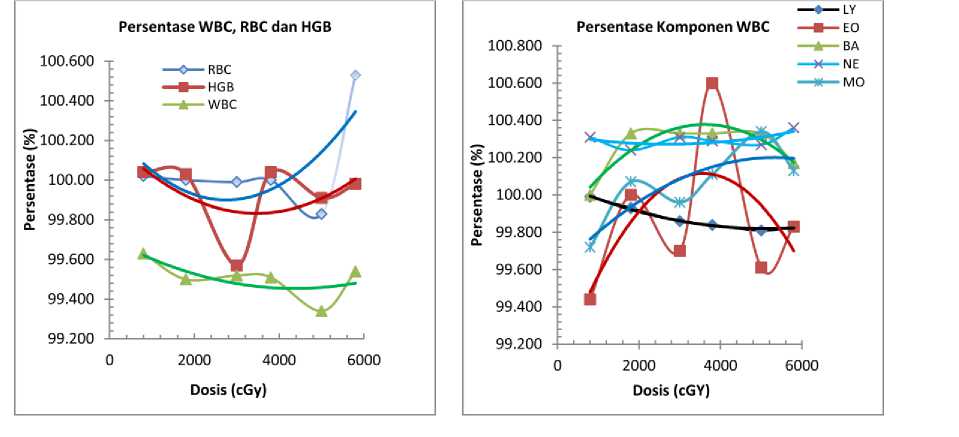 Persentase WBC, RBC dan HGB
100.600
100.400
100.200
100.00
99.800
99.600
99.400
99.200
0
2000
4000
6000
Persentase (%)
Dosis (cGy)
RBC
HGB
WBC
Persentase Komponen WBC
LY
EO
BA
NE
MO
100.800
100.600
100.400
100.200
100.00
99.800
99.600
99.400
99.200
0
2000
4000
6000
Persentase (%)
Dosis (cGY)